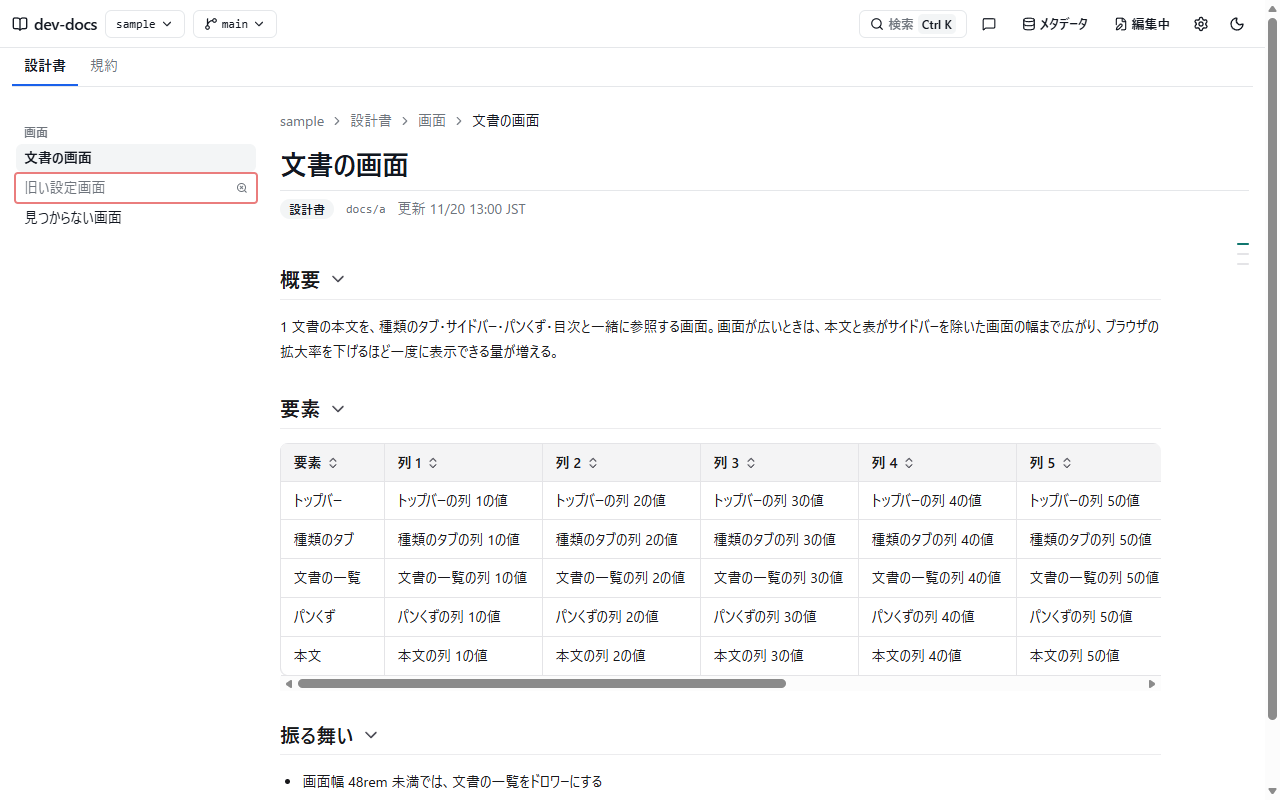 dev-docs sample main 検索 Ctrl K メタデータ 編集中
設計書 規約
画面
文書の画面
旧い設定画面
見つからない画面
sample 設計書 画面 文書の画面
文書の画面
設計書 docs/a 更新 11/20 13:00 JST
概要
1 文書の本文を、種類のタブ・サイドバー・パンくず・目次と一緒に参照する画面。画面が広いときは、本文と表がサイドバーを除いた画面の幅まで広がり、ブラウザの
拡大率を下げるほど一度に表示できる量が増える。
要素
要素 列 1 列 2 列 3 列 4 列 5
トップバー トップバーの列 1の値 トップバーの列 2の値 トップバーの列 3の値 トップバーの列 4の値 トップバーの列 5の値
種類のタブ 種類のタブの列 1の値 種類のタブの列 2の値 種類のタブの列 3の値 種類のタブの列 4の値 種類のタブの列 5の値
文書の一覧 文書の一覧の列 1の値 文書の一覧の列 2の値 文書の一覧の列 3の値 文書の一覧の列 4の値 文書の一覧の列 5の値
パンくず パンくずの列 1の値 パンくずの列 2の値 パンくずの列 3の値 パンくずの列 4の値 パンくずの列 5の値
本文 本文の列 1の値 本文の列 2の値 本文の列 3の値 本文の列 4の値 本文の列 5の値
振る舞い
• 画面幅 48rem 未満では、文書の一覧をドロワーにする